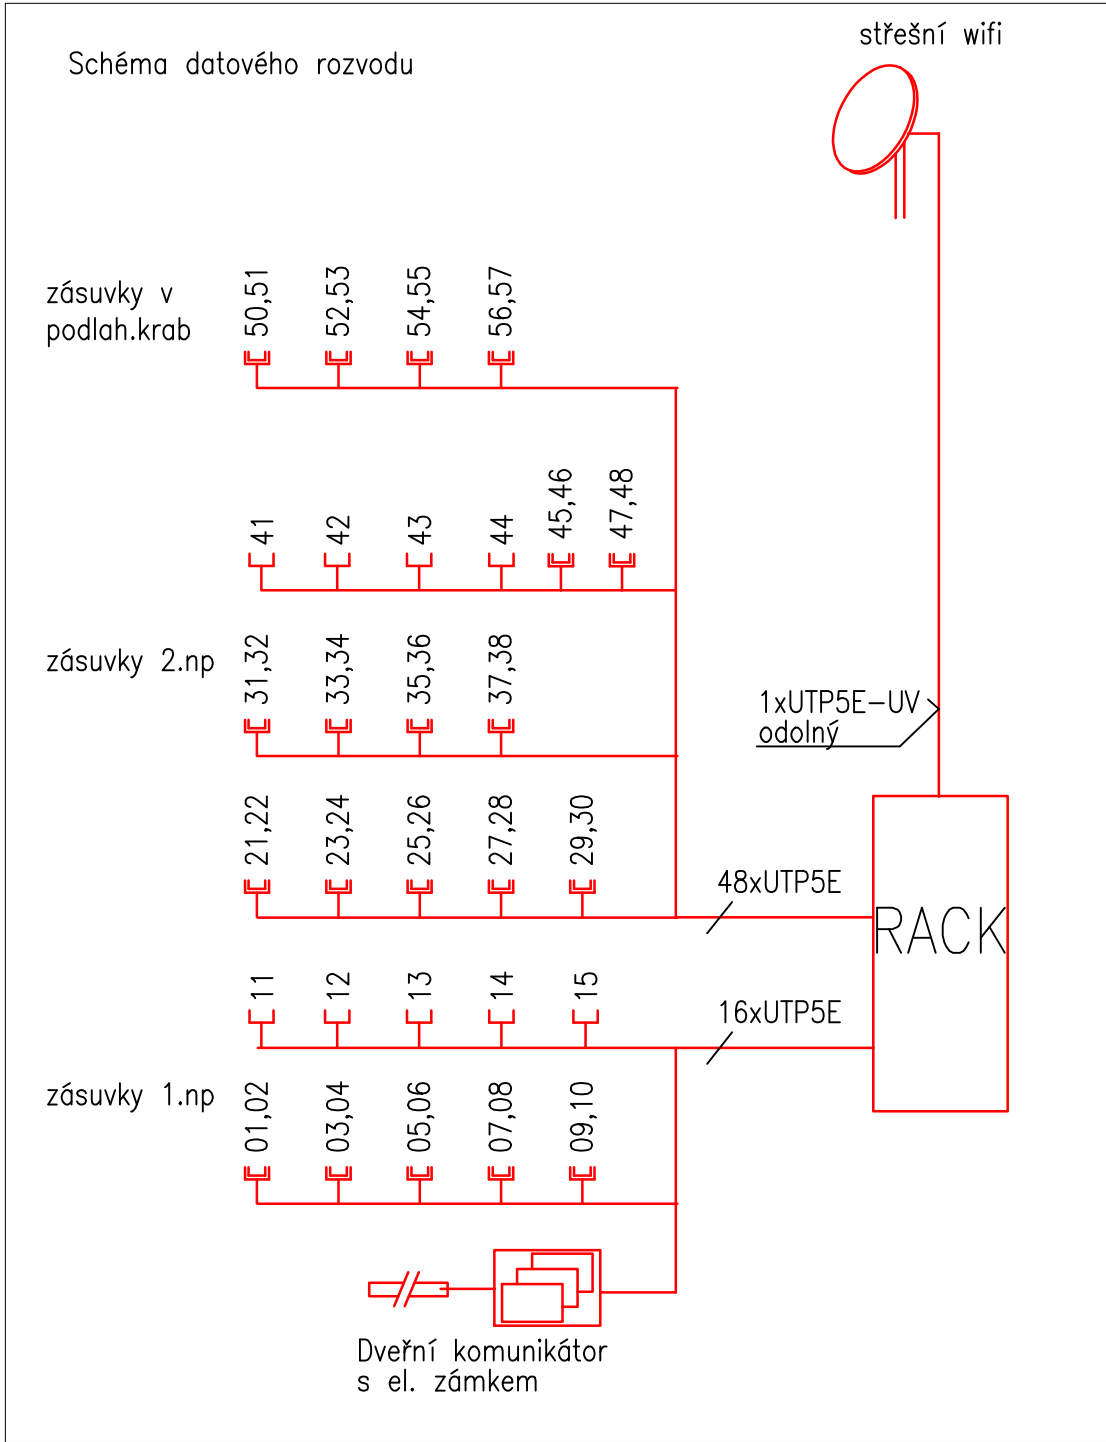 střešní wifi
Schéma datového rozvodu
zásuvky v
podlah.krab
50,51
52,53
54,55
56,57
41
42
43
44
45,46
47,48
zásuvky 2.np
31,32
33,34
35,36
37,38
1xUTP5E-UV
odolný
21,22
23,24
25,26
27,28
29,30
48xUTP5E
RACK
11
12
13
14
15
16xUTP5E
zásuvky 1.np
01,02
03,04
05,06
07,08
09,10
Dveřní komunikátor
s el. zámkem